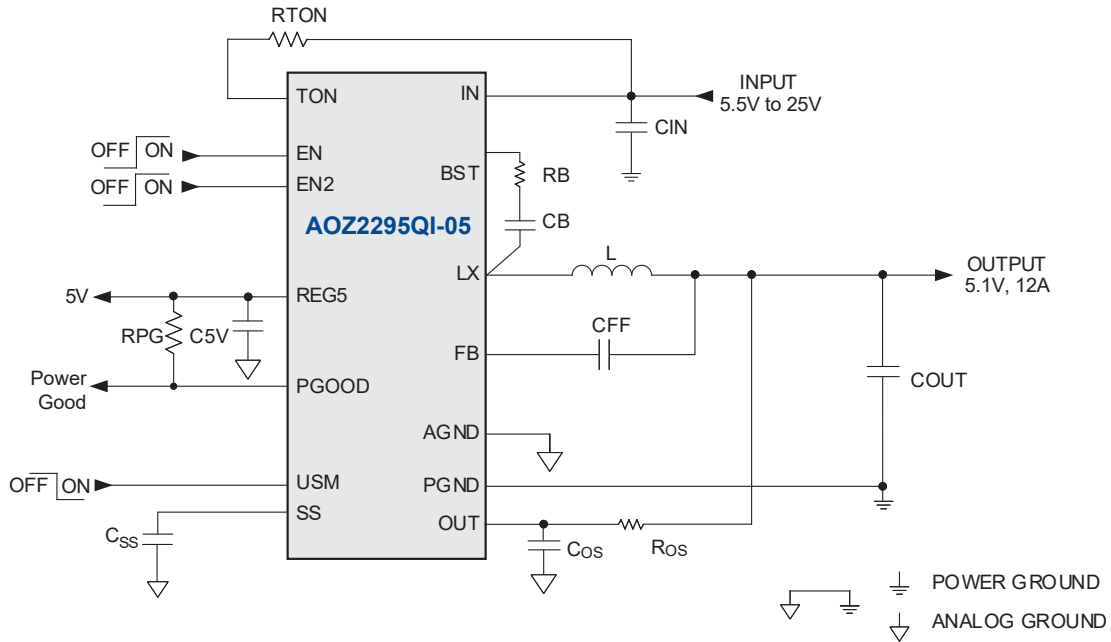 RTON
TON
IN
INPUT
5.5V to 25V
CIN
OFF ON
EN
OFF ON
EN2
BST
RB
CB
AOZ2295QI-05
LX
L
OUTPUT
5.1V, 12A
5V
REG5
RPG
C5V
CFF
FB
Power
Good
PGOOD
COUT
AGND
OFF ON
USM
PGND
SS
CSS
OUT
COS
ROS
POWER GROUND
ANALOG GROUND